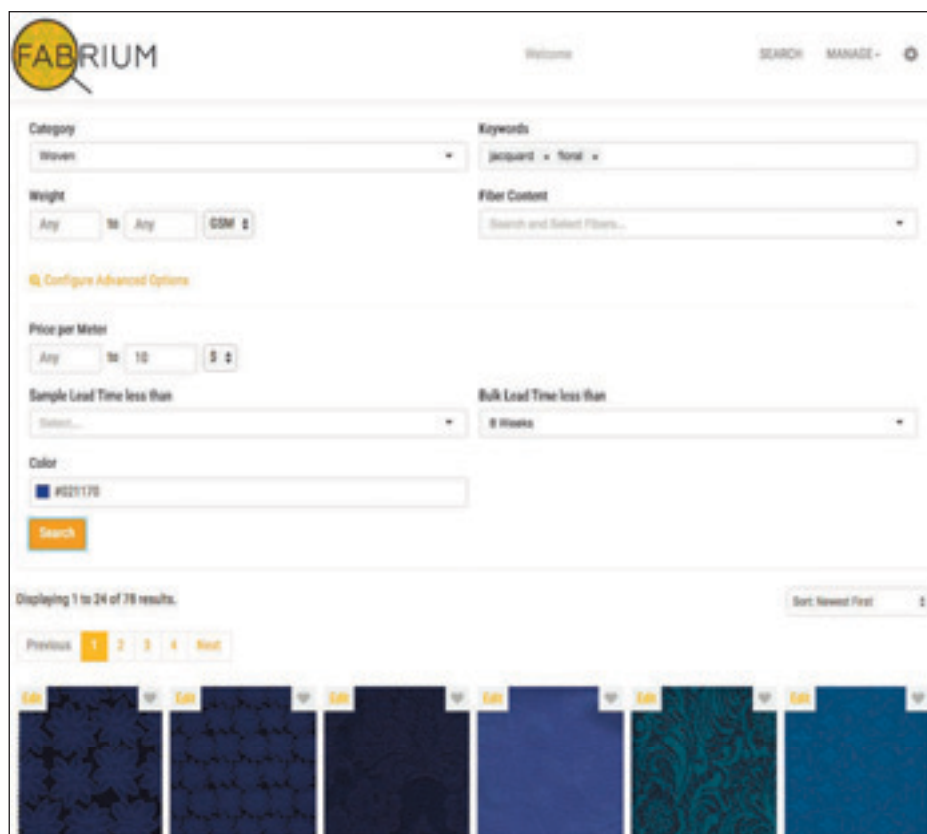 FABRIUM
Welcome SEARCH MANAGE
Category Keywords
Woven jacquard × floral ×
Weight Fiber Content
Any to Any GSM Search and Select Fibers...
Configure Advanced Options
Price per Meter
Any to 10 $
Sample Lead Time less than Bulk Lead Time less than
Select... 8 Weeks
Color
#021170
Search
Displaying 1 to 24 of 78 results. Sort: Newest First
Previous 1 2 3 4 Next
Edit Edit Edit Edit Edit Edit